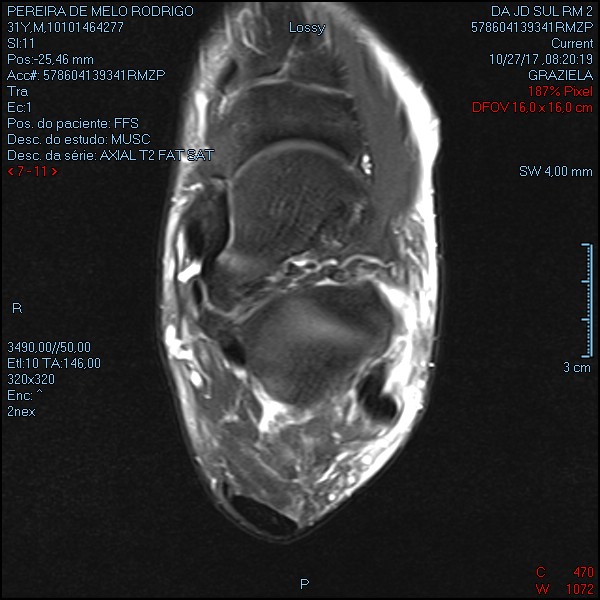 PEREIRA DE MELO RODRIGO
31Y,M,10101464277
Sl:11
Pos:-25,46 mm
Acc#: 578604139341RMZP
Tra
Ec:1
Pos. do paciente: FFS
Desc. do estudo: MUSC
Desc. da série: AXIAL T2 FAT SAT
< 7 - 11 >
Lossy
DA JD SUL RM 2
578604139341RMZP
Current
10/27/17 ,08:20:19
GRAZIELA
187% Pixel
DFOV 16,0 x 16,0 cm
SW 4,00 mm
R
3 cm
3490,00//50,00
Etl:10 TA:146,00
320x320
Enc: ^
2nex
P
C 470
W 1072